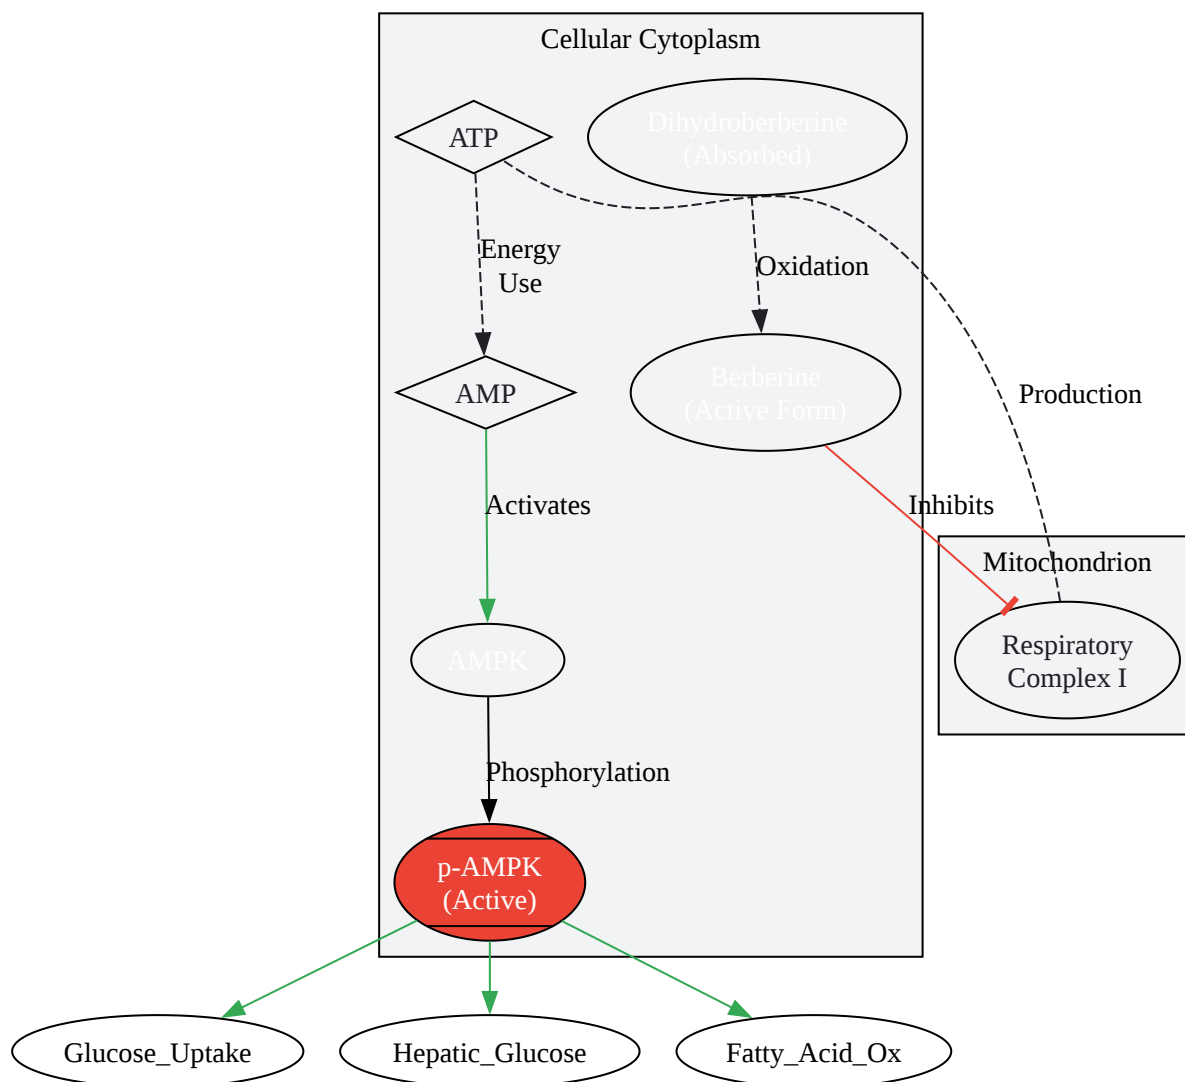 Cellular Cytoplasm
ATP
Dihydroberberine
(Absorbed)
Energy
Use
Oxidation
AMP
Berberine
(Active Form)
Production
Activates
Inhibits
Mitochondrion
AMPK
Respiratory
Complex I
Phosphorylation
p-AMPK
(Active)
Glucose_Uptake
Hepatic_Glucose
Fatty_Acid_Ox